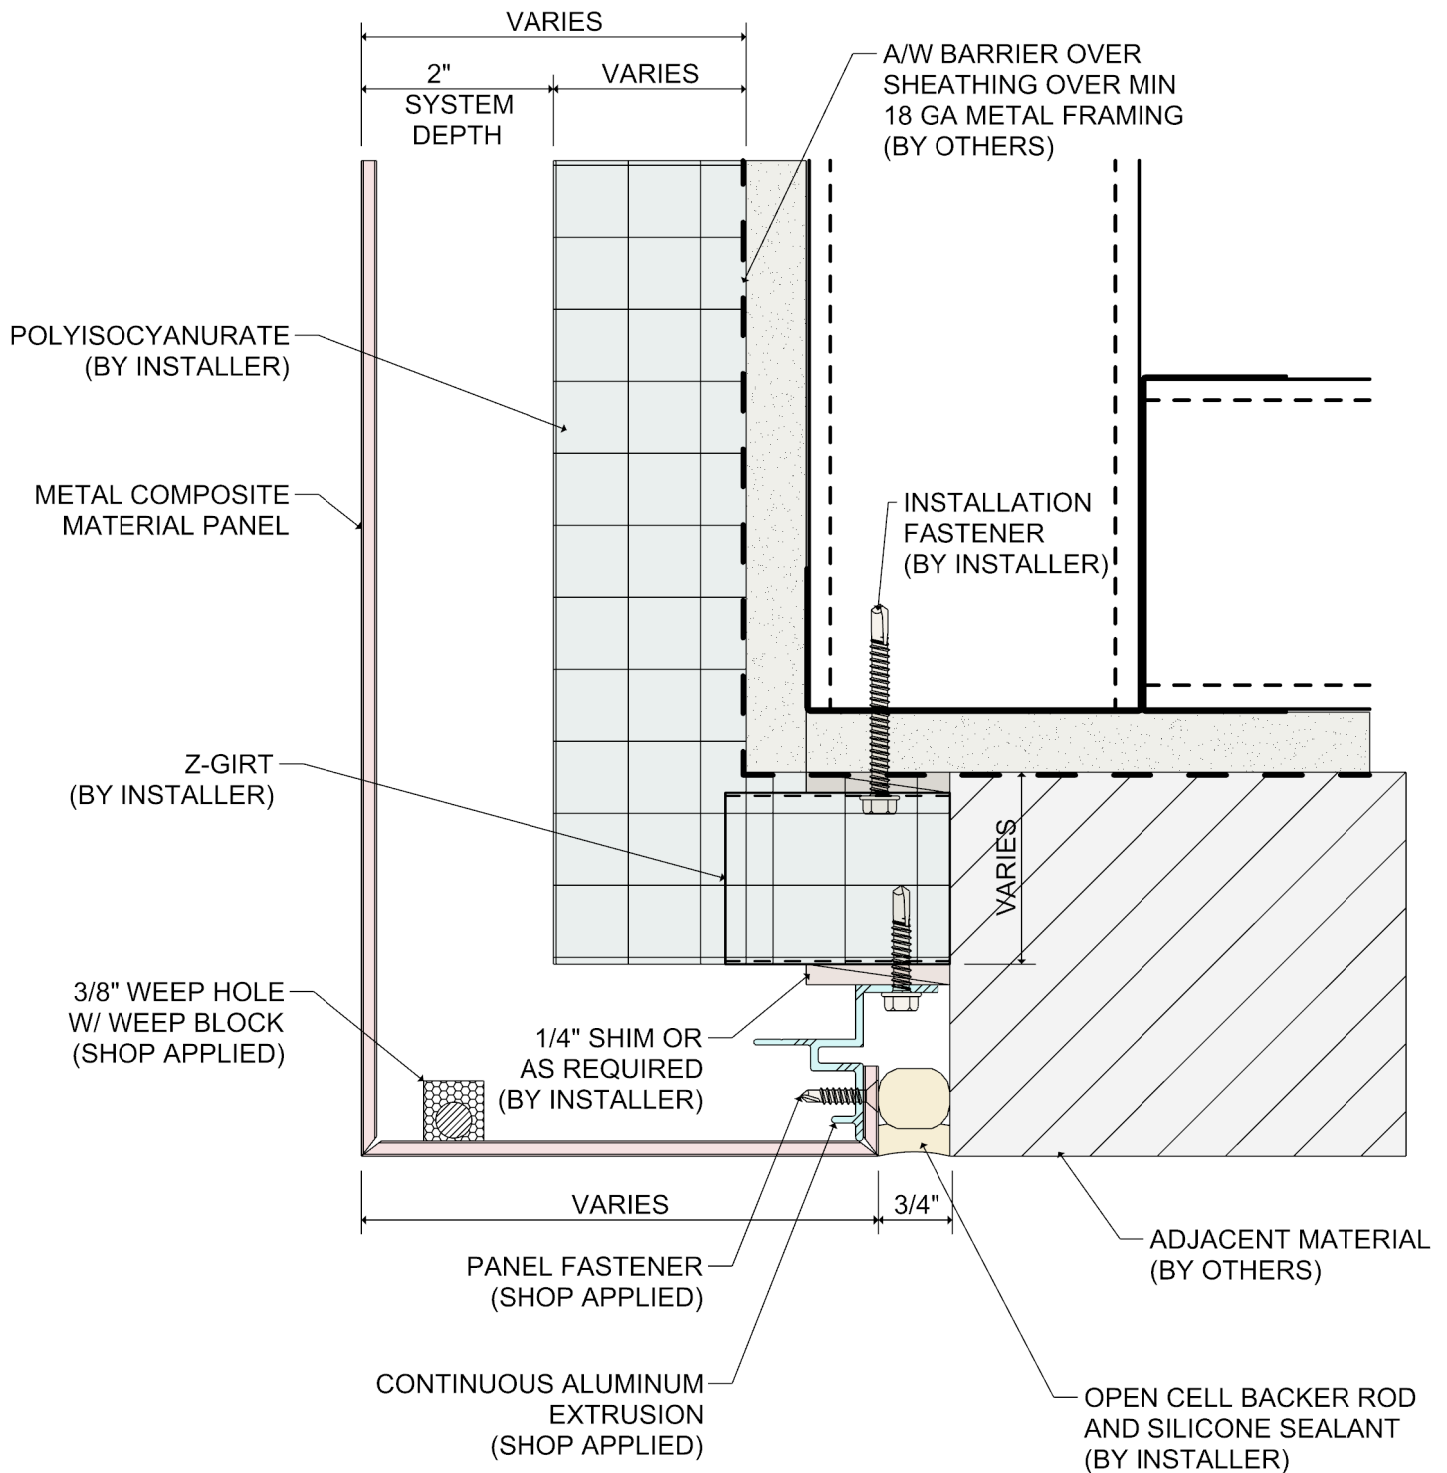 VARIES
2"
SYSTEM
DEPTH
VARIES
A/W BARRIER OVER
SHEATHING OVER MIN
18 GA METAL FRAMING
(BY OTHERS)
POLYISOCYANURATE
(BY INSTALLER)
METAL COMPOSITE
MATERIAL PANEL
INSTALLATION
FASTENER
(BY INSTALLER)
Z-GIRT
(BY INSTALLER)
VARIES
3/8" WEEP HOLE
W/ WEEP BLOCK
(SHOP APPLIED)
1/4" SHIM OR
AS REQUIRED
(BY INSTALLER)
VARIES
3/4"
PANEL FASTENER
(SHOP APPLIED)
ADJACENT MATERIAL
(BY OTHERS)
CONTINUOUS ALUMINUM
EXTRUSION
(SHOP APPLIED)
OPEN CELL BACKER ROD
AND SILICONE SEALANT
(BY INSTALLER)